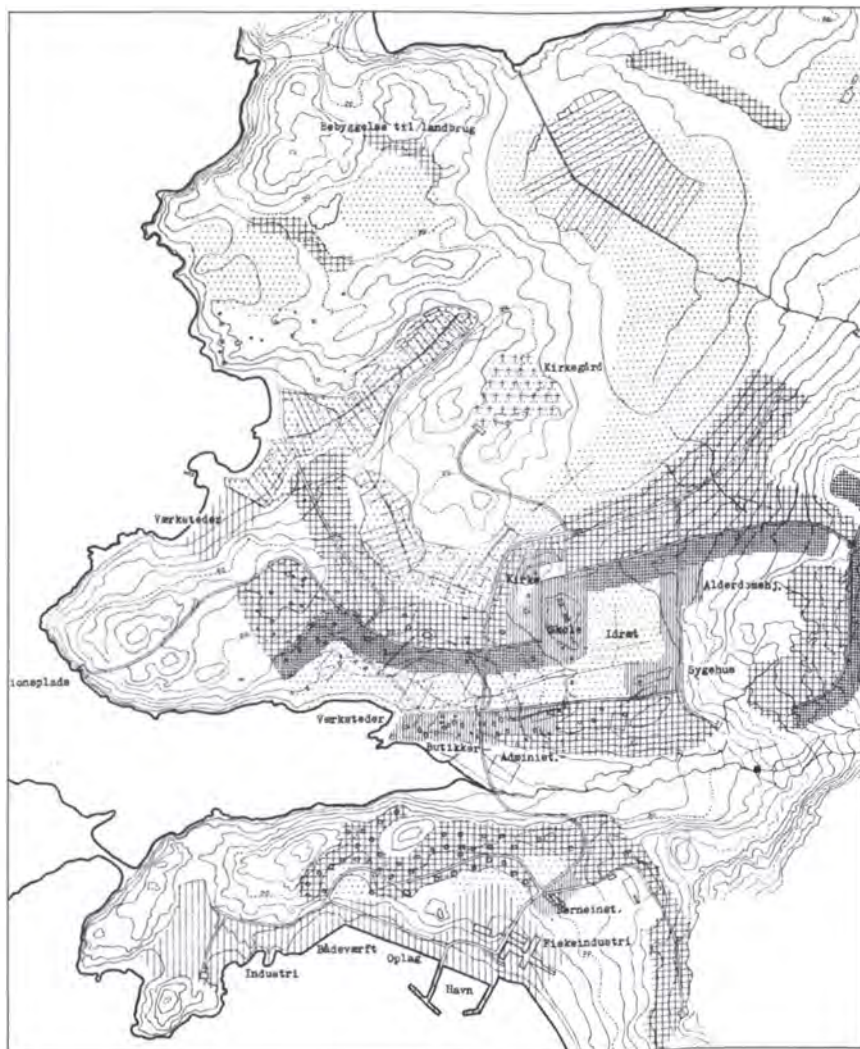 bebyggelse til landbrug
Kirkegård
Værksteder
Kirke
Alderdomshj.
Skole
Idræt
ionsplads
Sygehus
Værksteder
Butikker
Administ.
Børneinst.
Fiskeindustri
Bådeværft
Oplag
Industri
Havn